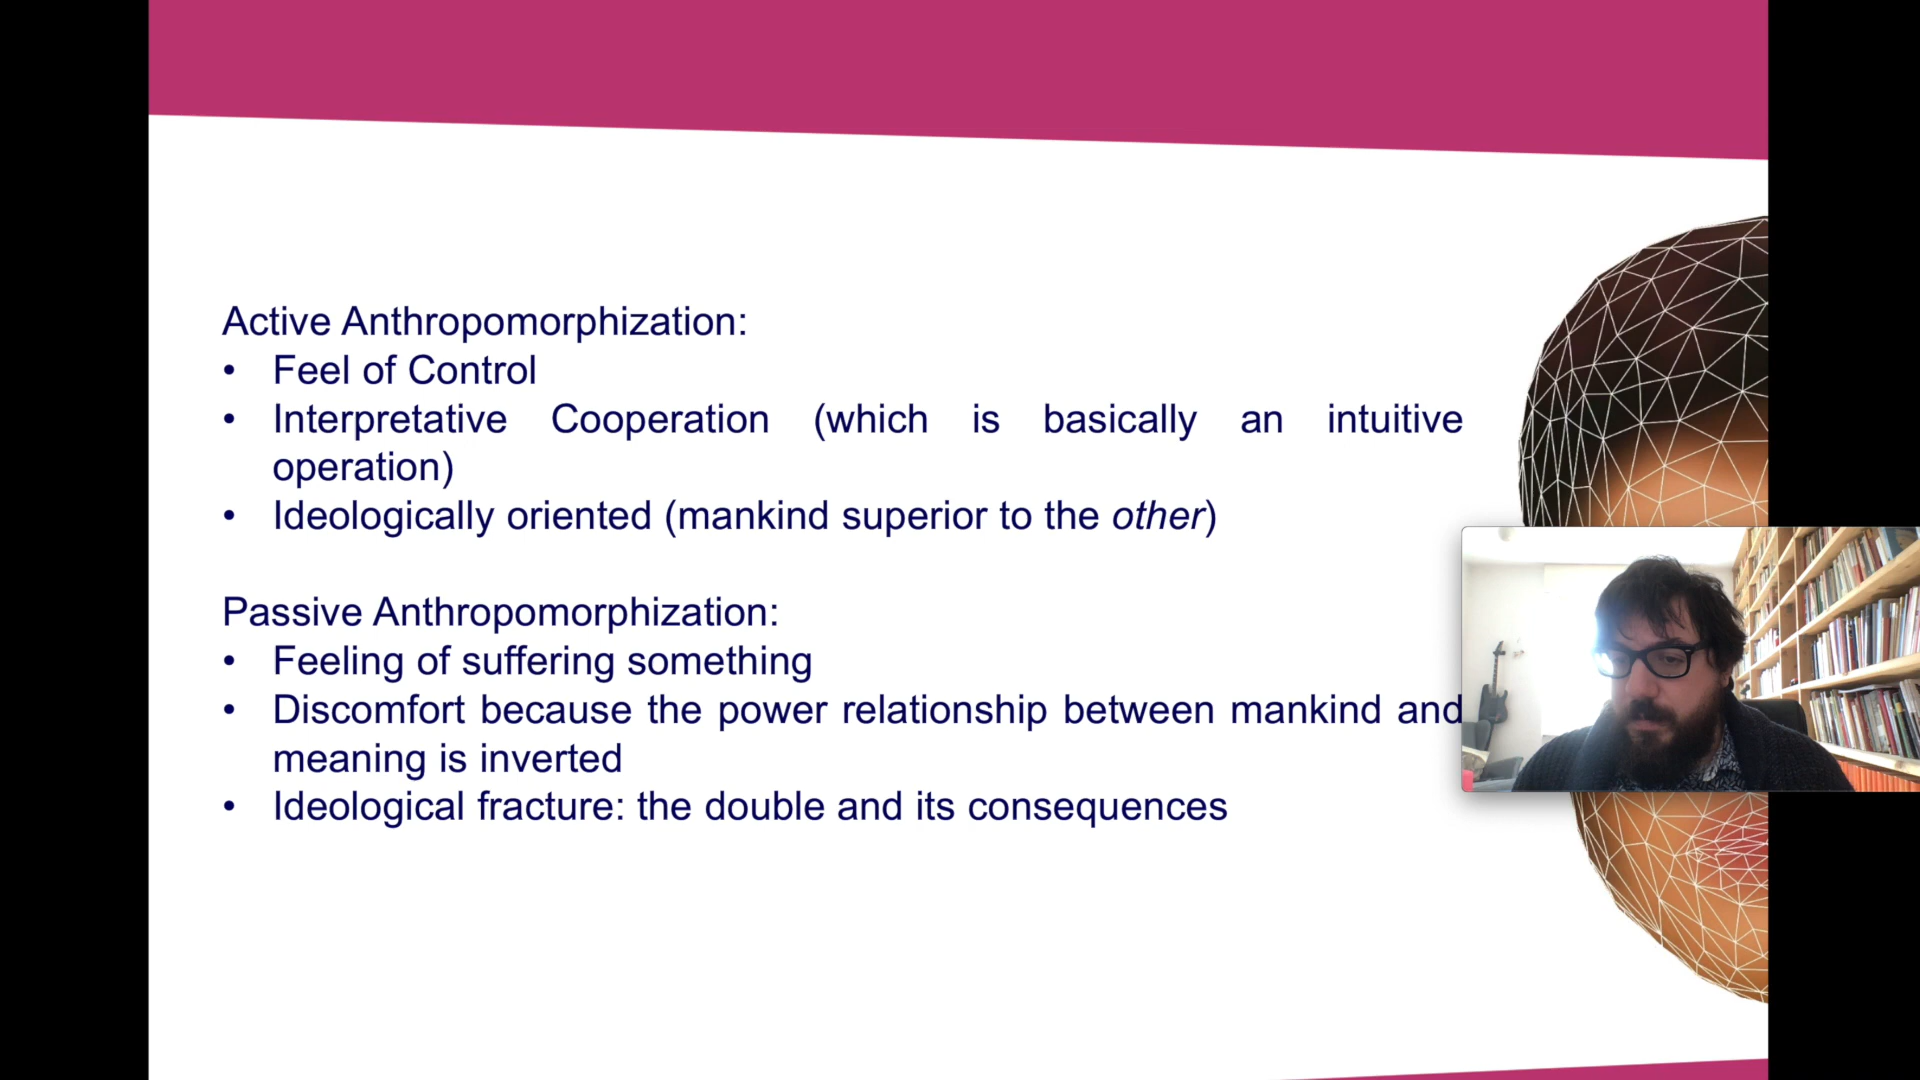 Active Anthropomorphization:
• Feel of Control
• Interpretative Cooperation (which is basically an intuitive
operation)
• Ideologically oriented (mankind superior to the other)
Passive Anthropomorphization:
• Feeling of suffering something
• Discomfort because the power relationship between mankind and
meaning is inverted
• Ideological fracture: the double and its consequences